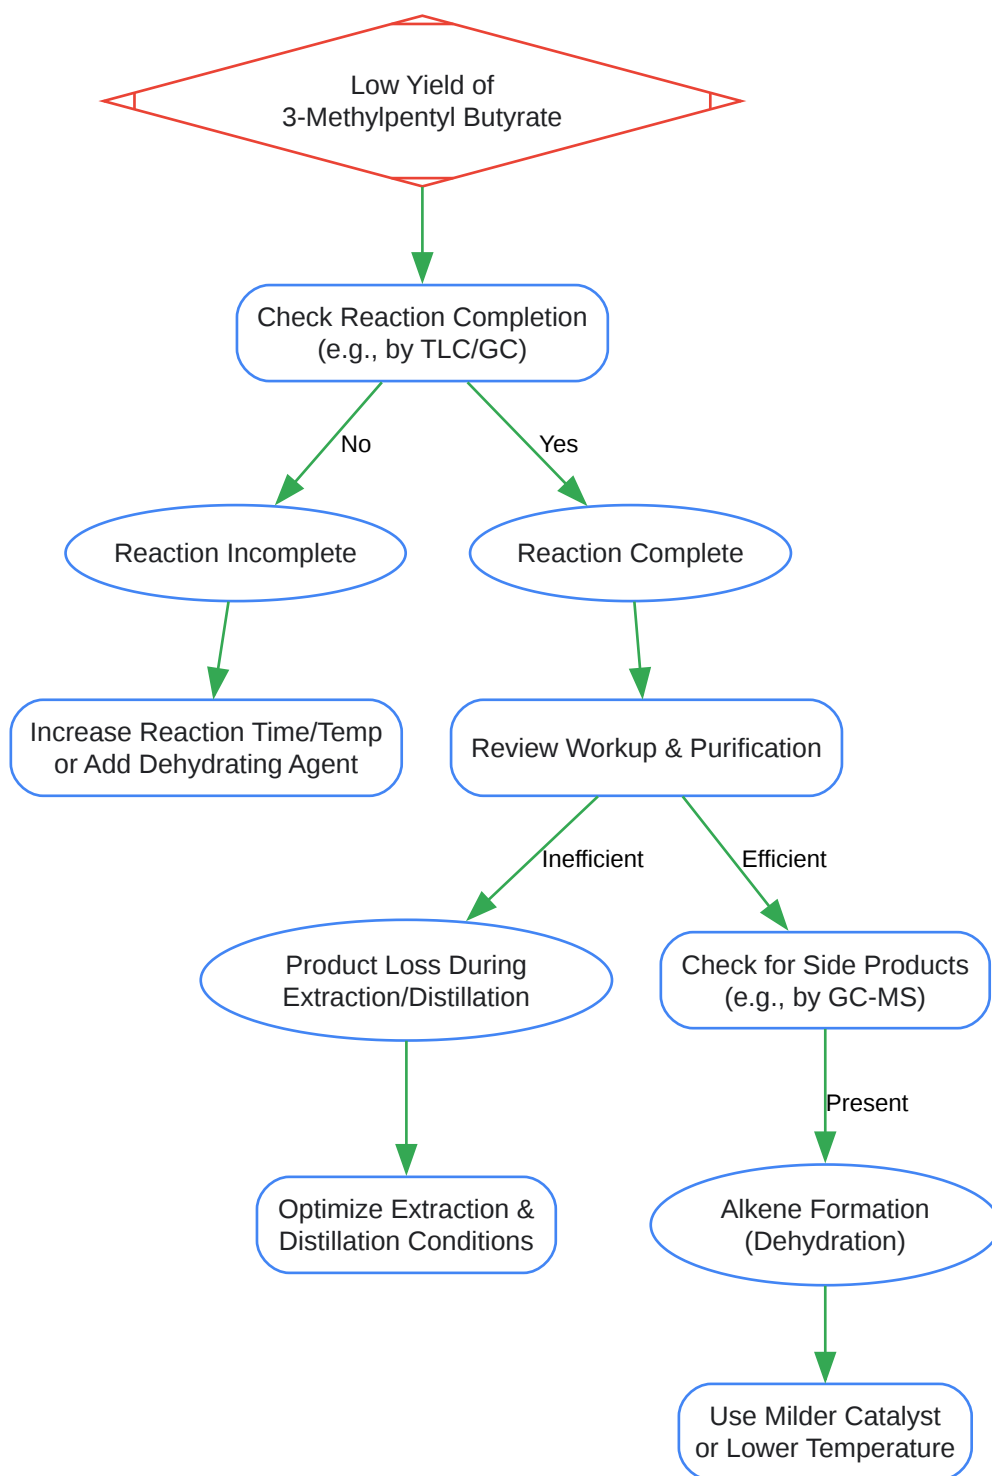 Low Yield of
3-Methylpentyl Butyrate
Check Reaction Completion
(e.g., by TLC/GC)
No
Yes
Reaction Incomplete
Reaction Complete
Increase Reaction Time/Temp
or Add Dehydrating Agent
Review Workup & Purification
Inefficient
Efficient
Product Loss During
Extraction/Distillation
Check for Side Products
(e.g., by GC-MS)
Present
Optimize Extraction &
Distillation Conditions
Alkene Formation
(Dehydration)
Use Milder Catalyst
or Lower Temperature